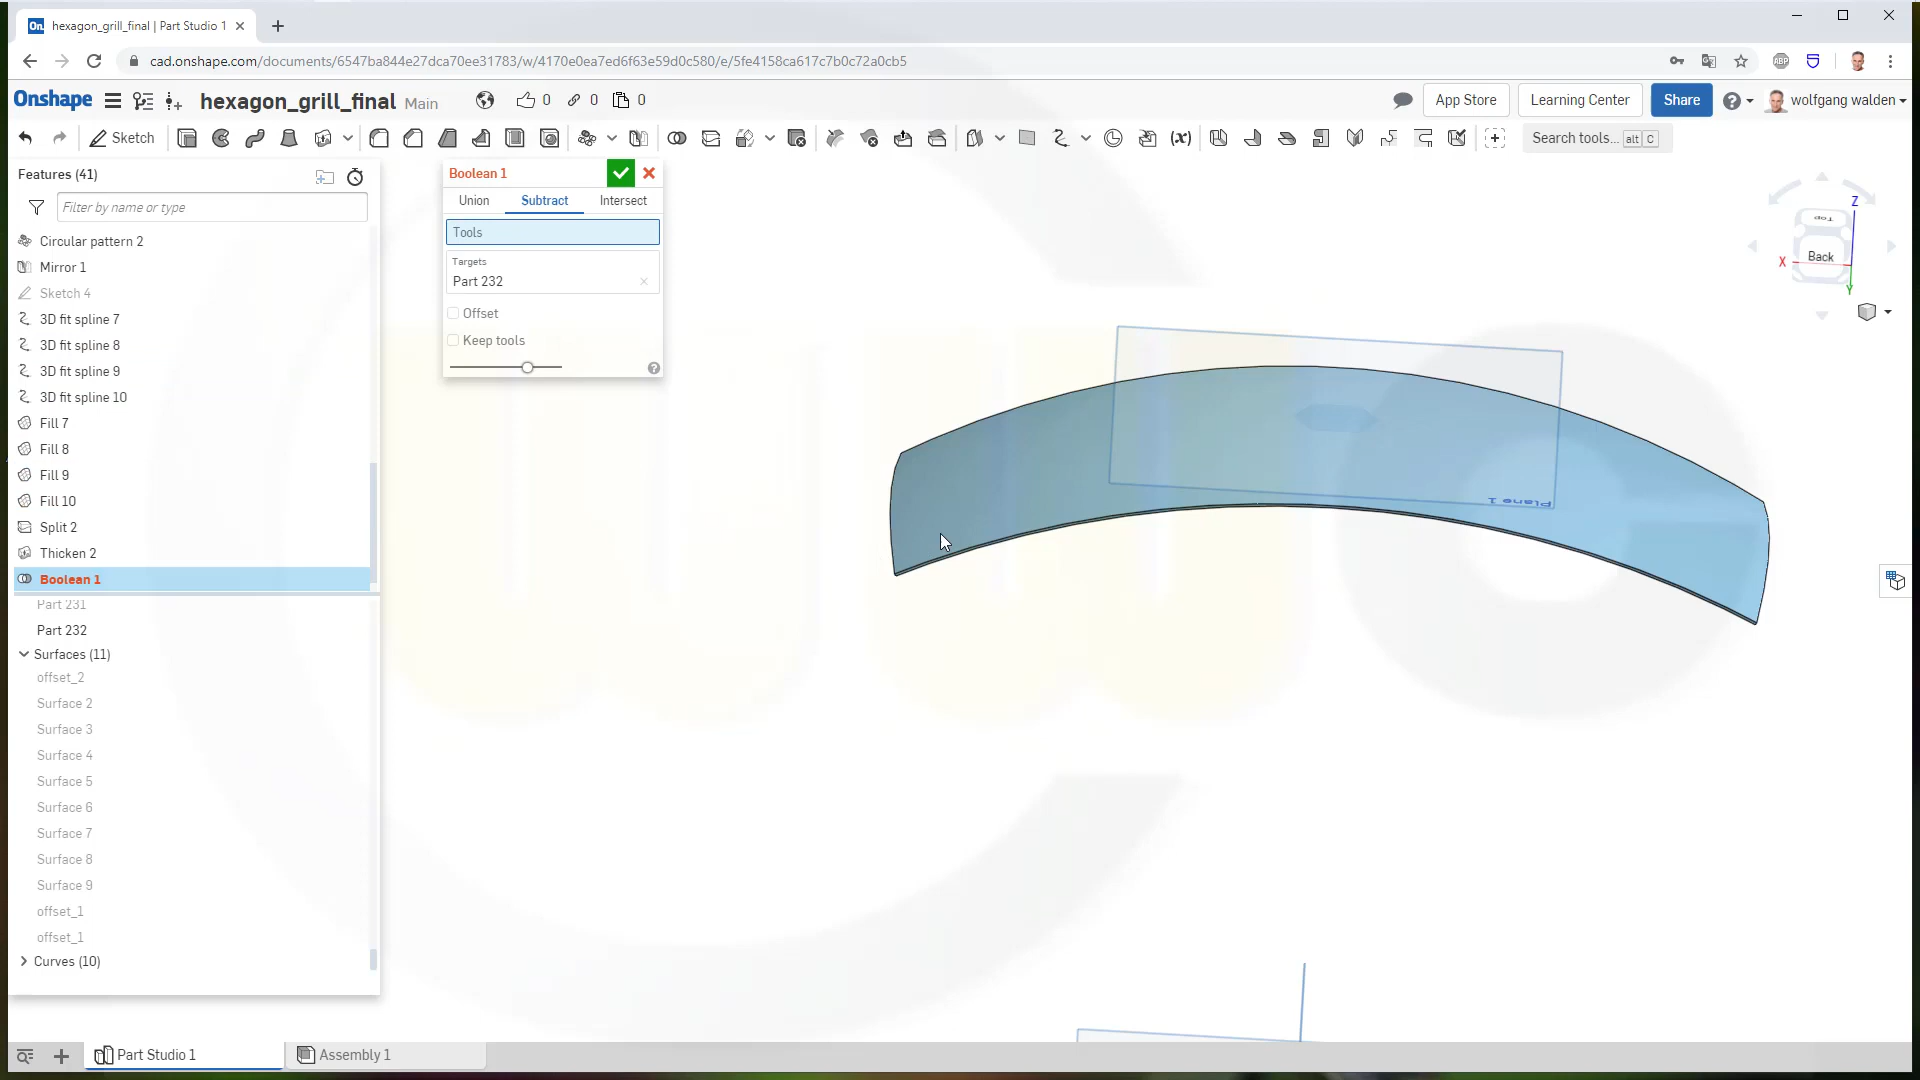 On hexagon_grill_final | Part Studio 1
cad.onshape.com/documents/6547ba844e27dca70ee31783/w/4170e0ea7ed6f63e59d0c580/e/5fe4158ca617c7b0c72a0cb5
ABP
Onshape hexagon_grill_final Main 0 0 0 App Store Learning Center Share wolfgang walden
Sketch (x) Search tools... alt C
Features (41)
Filter by name or type
Circular pattern 2
Mirror 1
Sketch 4
3D fit spline 7
3D fit spline 8
3D fit spline 9
3D fit spline 10
Fill 7
Fill 8
Fill 9
Fill 10
Split 2
Thicken 2
Boolean 1
Part 231
Part 232
Surfaces (11)
offset_2
Surface 2
Surface 3
Surface 4
Surface 5
Surface 6
Surface 7
Surface 8
Surface 9
offset_1
offset_1
Curves (10)
Boolean 1
Union Subtract Intersect
Tools
Targets
Part 232
Offset
Keep tools
Z
Top
Back
X
Y
Plane 1
Part Studio 1 Assembly 1